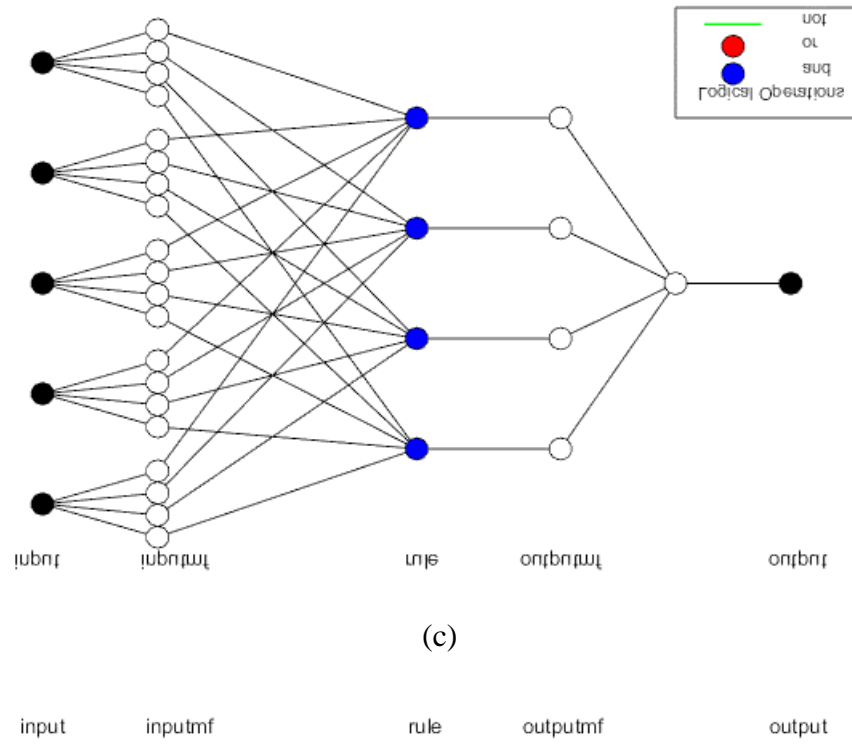 not
or
and
Logical Operations
input inputmf rule outputmf output
(c)
input inputmf rule outputmf output